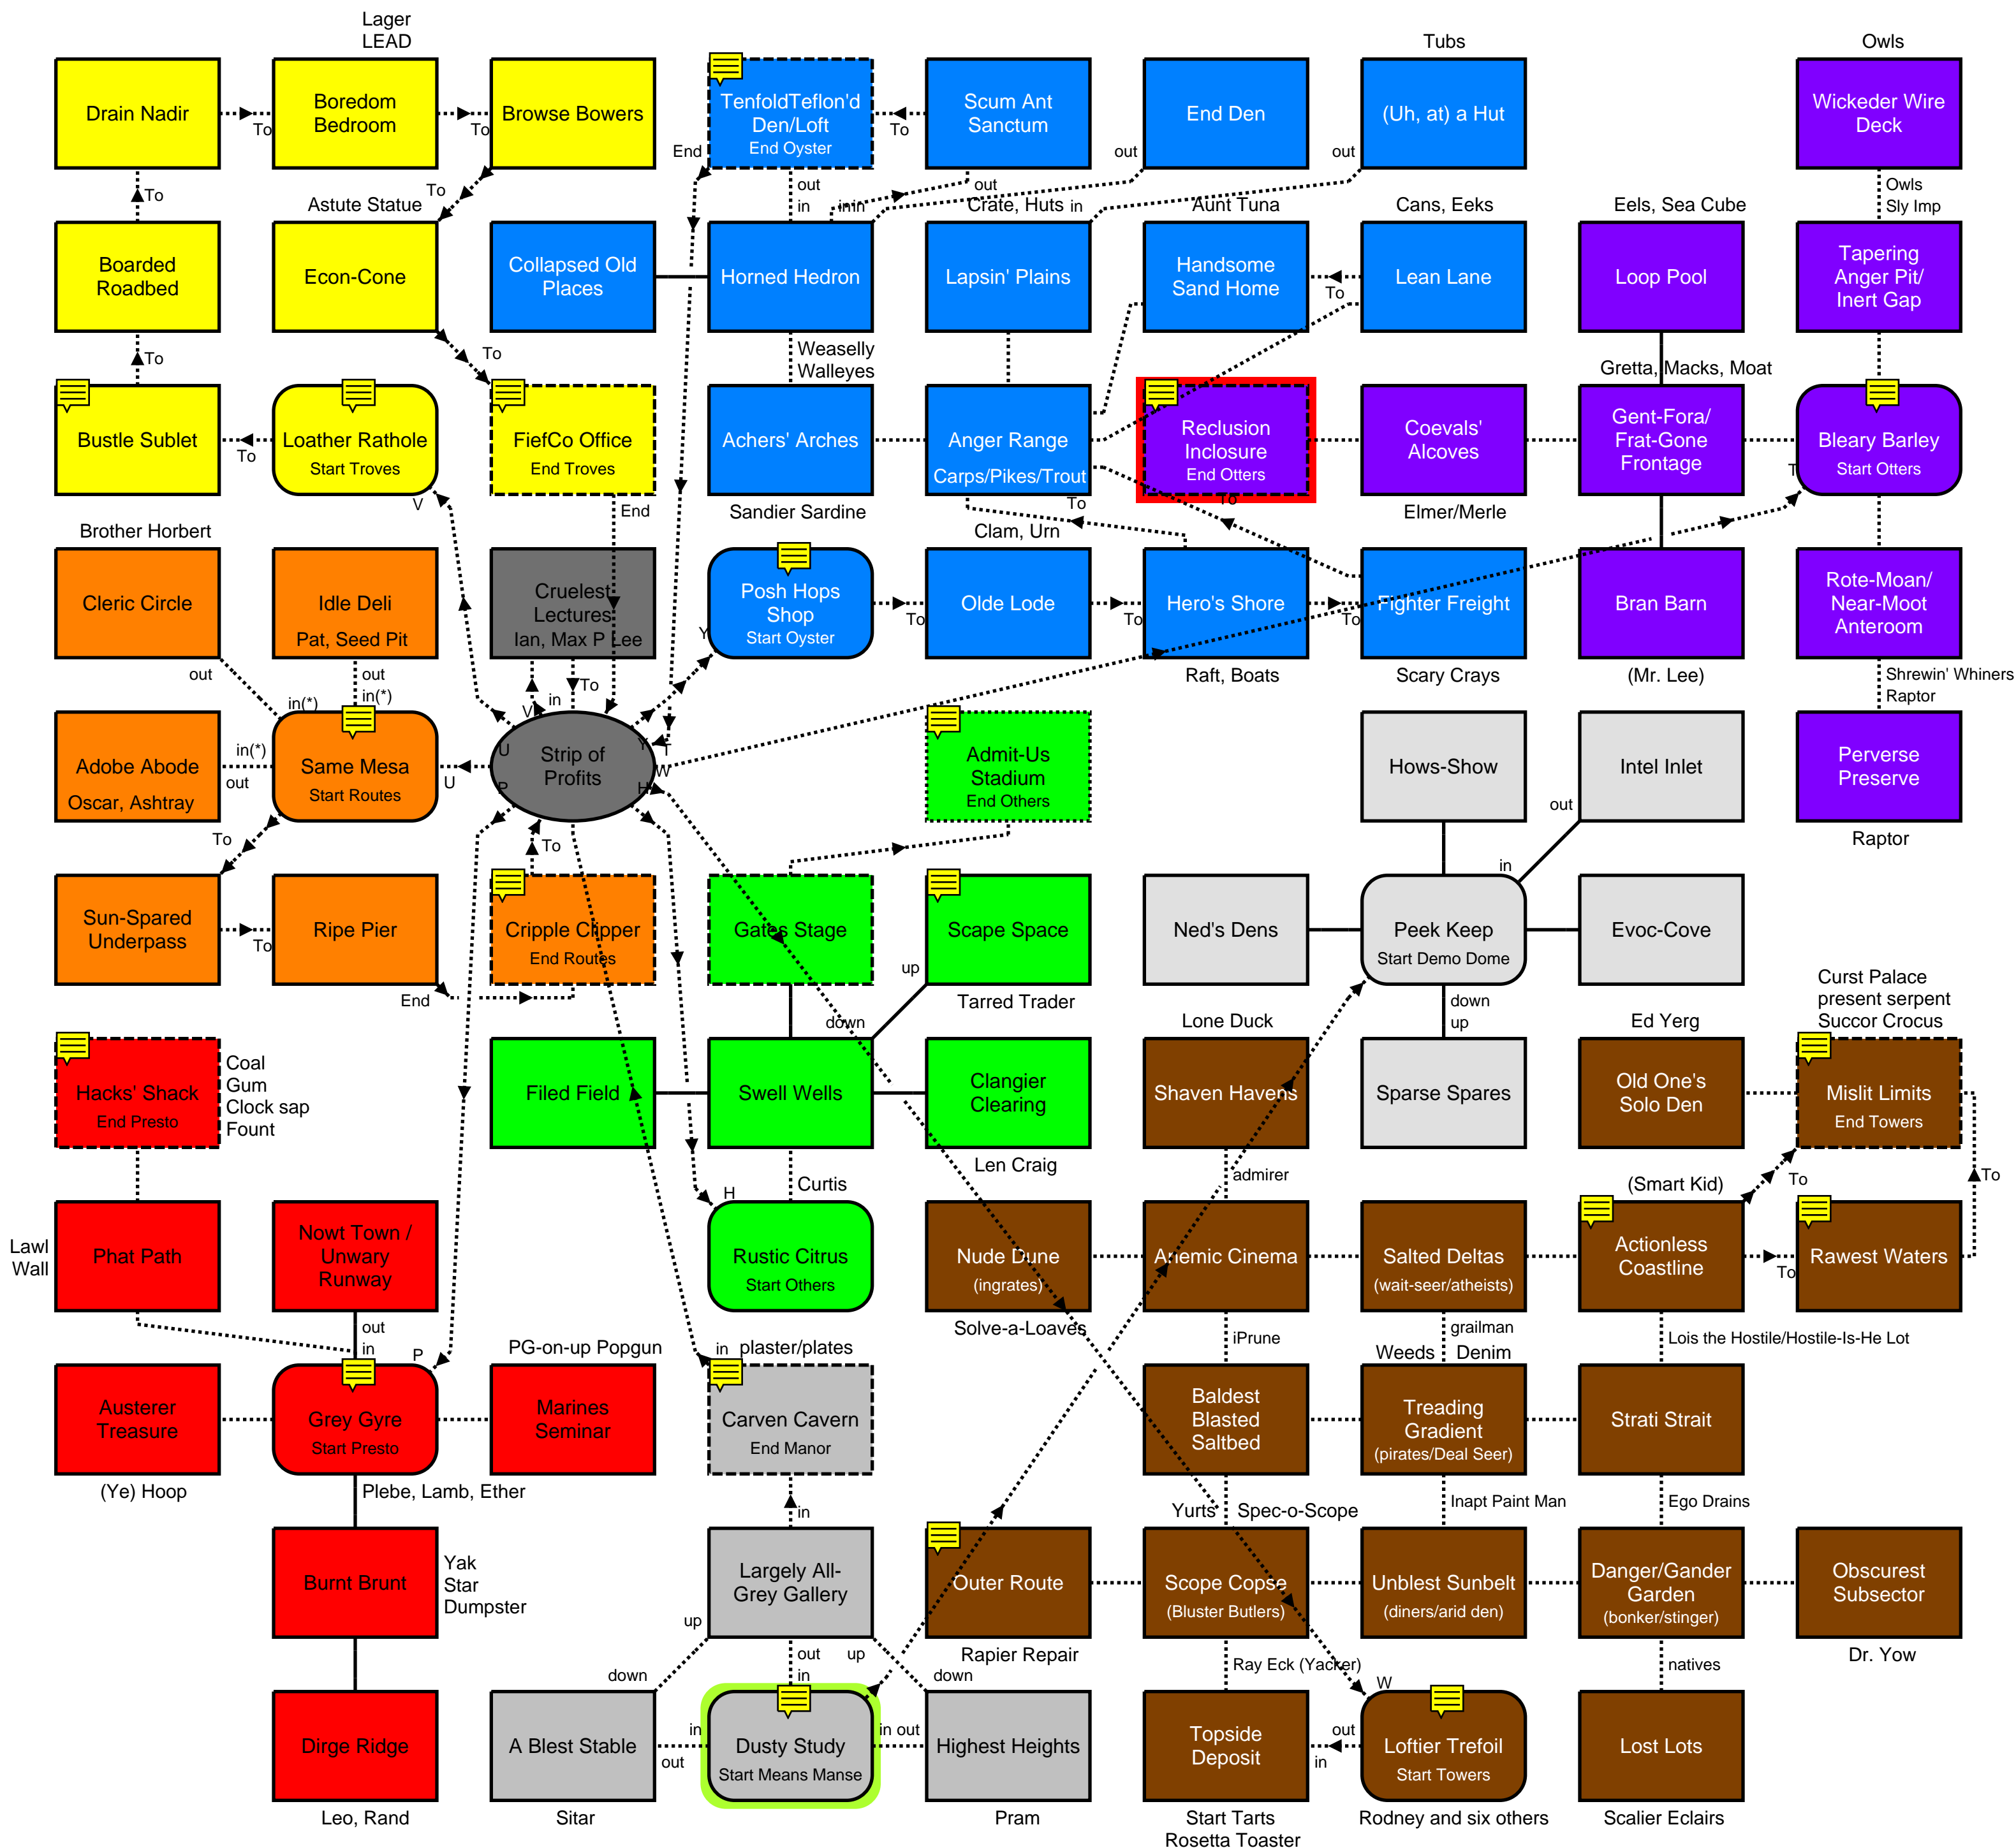 Lager
LEAD
Tubs
Owls
Drain Nadir
To
Boredom
Bedroom
To
Browse Bowers
TenfoldTeflon'd
Den/Loft
End Oyster
To
Scum Ant
Sanctum
End Den
(Uh, at) a Hut
Wickeder Wire
Deck
End
out
out
To
To
out
in
out
in
in
Owls
Sly Imp
Astute Statue
Crate, Huts
in
Aunt Tuna
Cans, Eeks
Eels, Sea Cube
Boarded
Roadbed
Econ-Cone
Collapsed Old
Places
Horned Hedron
Lapsin' Plains
Handsome
Sand Home
To
Lean Lane
Loop Pool
Tapering
Anger Pit/
Inert Gap
To
To
Weaselly
Walleyes
Gretta, Macks, Moat
Bustle Sublet
To
Loather Rathole
Start Troves
V
FiefCo Office
End Troves
End
Achers' Arches
Anger Range
Carps/Pikes/Trout
Reclusion
Inclosure
End Otters
Coevals'
Alcoves
Gent-Fora/
Frat-Gone
Frontage
Bleary Barley
Start Otters
T
Sandier Sardine
To
To
Elmer/Merle
Brother Horbert
Clam, Urn
Cleric Circle
Idle Deli
Pat, Seed Pit
Cruelest
Lectures
Ian, Max P Lee
Y
Posh Hops
Shop
Start Oyster
To
Olde Lode
To
Hero's Shore
To
Fighter Freight
Bran Barn
Rote-Moan/
Near-Moot
Anteroom
out
out
in(*)
in(*)
To
in
V
Raft, Boats
Scary Crays
(Mr. Lee)
Shrewin' Whiners
Raptor
Adobe Abode
Oscar, Ashtray
in(*)
out
Same Mesa
Start Routes
U
U
P
Strip of
Profits
Y
T
W
H
Admit-Us
Stadium
End Others
Hows-Show
Intel Inlet
out
Perverse
Preserve
To
To
in
Raptor
Sun-Spared
Underpass
To
Ripe Pier
Cripple Clipper
End Routes
Gates Stage
up
Scape Space
Ned's Dens
Peek Keep
Start Demo Dome
Evoc-Cove
End
down
Tarred Trader
down
up
Curst Palace
present serpent
Succor Crocus
Lone Duck
Ed Yerg
Hacks' Shack
End Presto
Coal
Gum
Clock sap
Fount
Filed Field
Swell Wells
Clangier
Clearing
Shaven Havens
Sparse Spares
Old One's
Solo Den
Mislit Limits
End Towers
Len Craig
admirer
Curtis
H
(Smart Kid)
To
To
Lawl
Wall
Phat Path
Nowt Town /
Unwary
Runway
Rustic Citrus
Start Others
Nude Dune
(ingrates)
Anemic Cinema
Salted Deltas
(wait-seer/atheists)
Actionless
Coastline
To
Rawest Waters
out
in
P
Solve-a-Loaves
iPrune
grailman
Lois the Hostile/Hostile-Is-He Lot
PG-on-up Popgun
in
plaster/plates
Weeds
Denim
Austerer
Treasure
Grey Gyre
Start Presto
Marines
Seminar
Carven Cavern
End Manor
Baldest
Blasted
Saltbed
Treading
Gradient
(pirates/Deal Seer)
Strati Strait
(Ye) Hoop
Plebe, Lamb, Ether
in
Yurts
Spec-o-Scope
Inapt Paint Man
Ego Drains
Burnt Brunt
Yak
Star
Dumpster
Largely All-
Grey Gallery
Outer Route
Scope Copse
(Bluster Butlers)
Unblest Sunbelt
(diners/arid den)
Danger/Gander
Garden
(bonker/stinger)
Obscurest
Subsector
up
out
in
up
down
down
Rapier Repair
Ray Eck (Yacker)
W
natives
Dr. Yow
Dirge Ridge
A Blest Stable
in
out
Dusty Study
Start Means Manse
in
out
Highest Heights
Topside
Deposit
out
in
Loftier Trefoil
Start Towers
Lost Lots
Leo, Rand
Sitar
Pram
Start Tarts
Rosetta Toaster
Rodney and six others
Scalier Eclairs